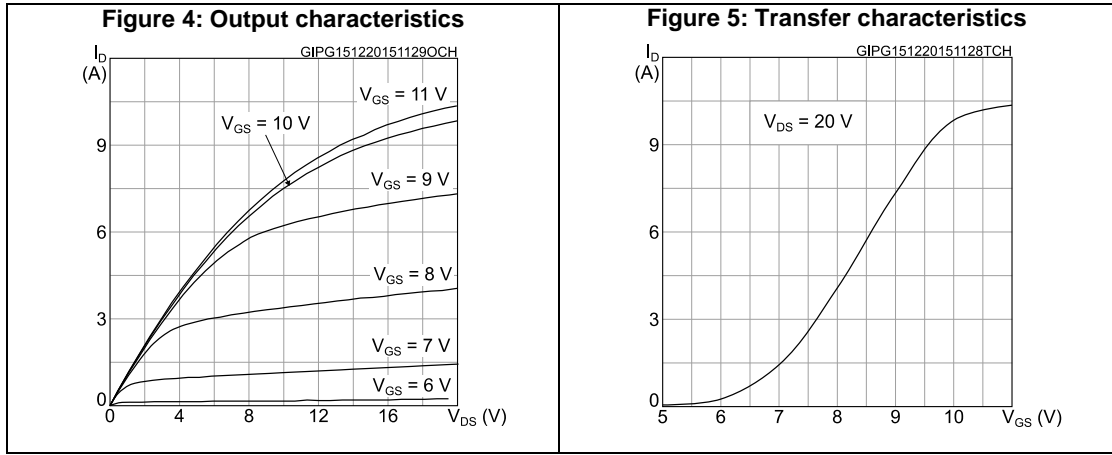 Figure 4: Output characteristics
GIPG151220151129OCH
I_D
(A)
V_GS = 11 V
V_GS = 10 V
9
V_GS = 9 V
6
V_GS = 8 V
3
V_GS = 7 V
V_GS = 6 V
0
0 4 8 12 16 V_DS (V)
Figure 5: Transfer characteristics
GIPG151220151128TCH
I_D
(A)
V_DS = 20 V
9
6
3
0
5 6 7 8 9 10 V_GS (V)